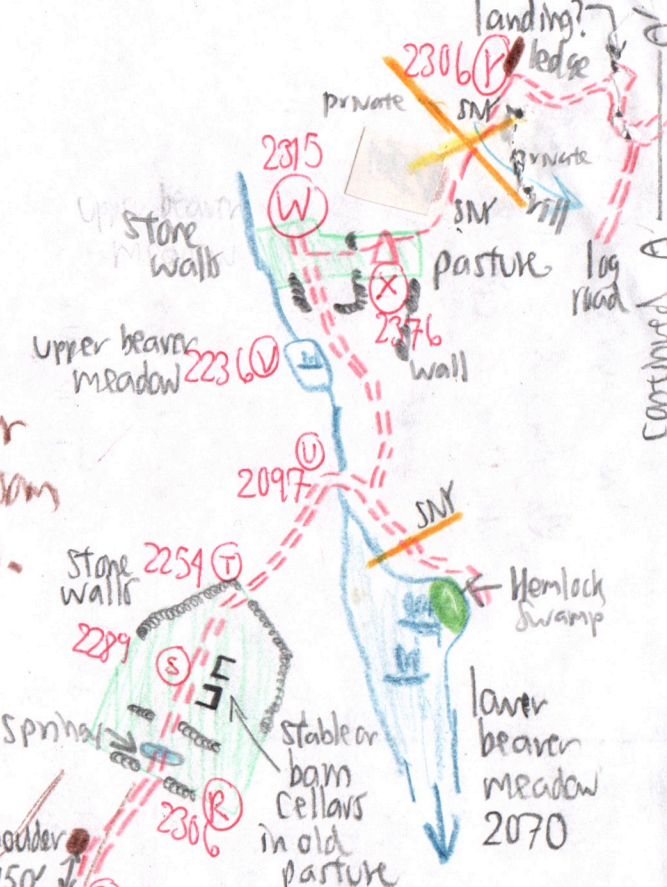 landing?
2306 Y ledge
private
SNY
private
2315
W
hill
Stone
walls
SNY
pasture
X
2376
log
road
wall
upper beaver
meadow 2236 V
continued
U
2097
SNY
Stone
walls
2254 T
Hemlock
Swamp
2289
S
spring
stable or
barn
cellars
in old
pasture
lower
beaver
meadow
2070
R
2306